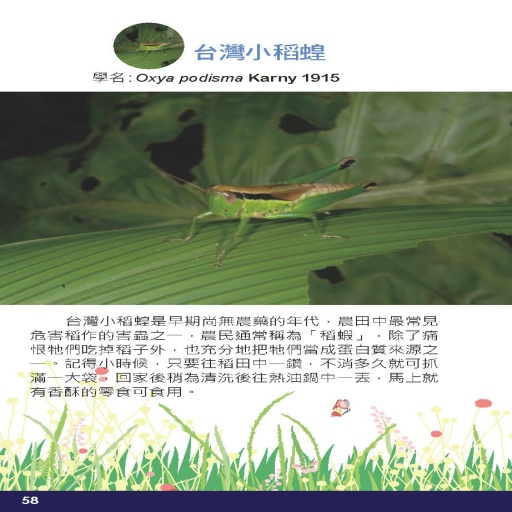 台灣小稻蝗
學名:Oxya podisma Karny 1915
台灣小稻蝗是早期尚無農藥的年代，農田中最常見
危害稻作的害蟲之一，農民通常稱為「稻蝦」，除了痛
恨牠們吃掉稻子外，也充分地把牠們當成蛋白質來源之
一。記得小時候，只要往稻田中一鑽，不消多久就可抓
滿一大袋，回家後稍為清洗後往熱油鍋中一丟，馬上就
有香酥的零食可食用。
58